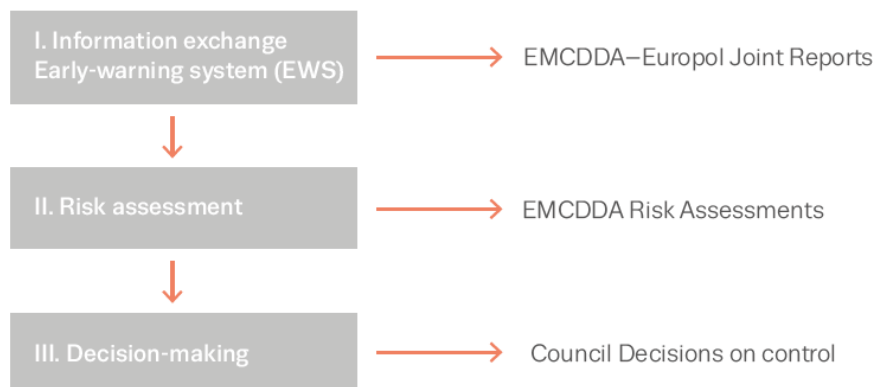 I. Information exchange
Early-warning system (EWS)
EMCDDA–Europol Joint Reports
II. Risk assessment
EMCDDA Risk Assessments
III. Decision-making
Council Decisions on control